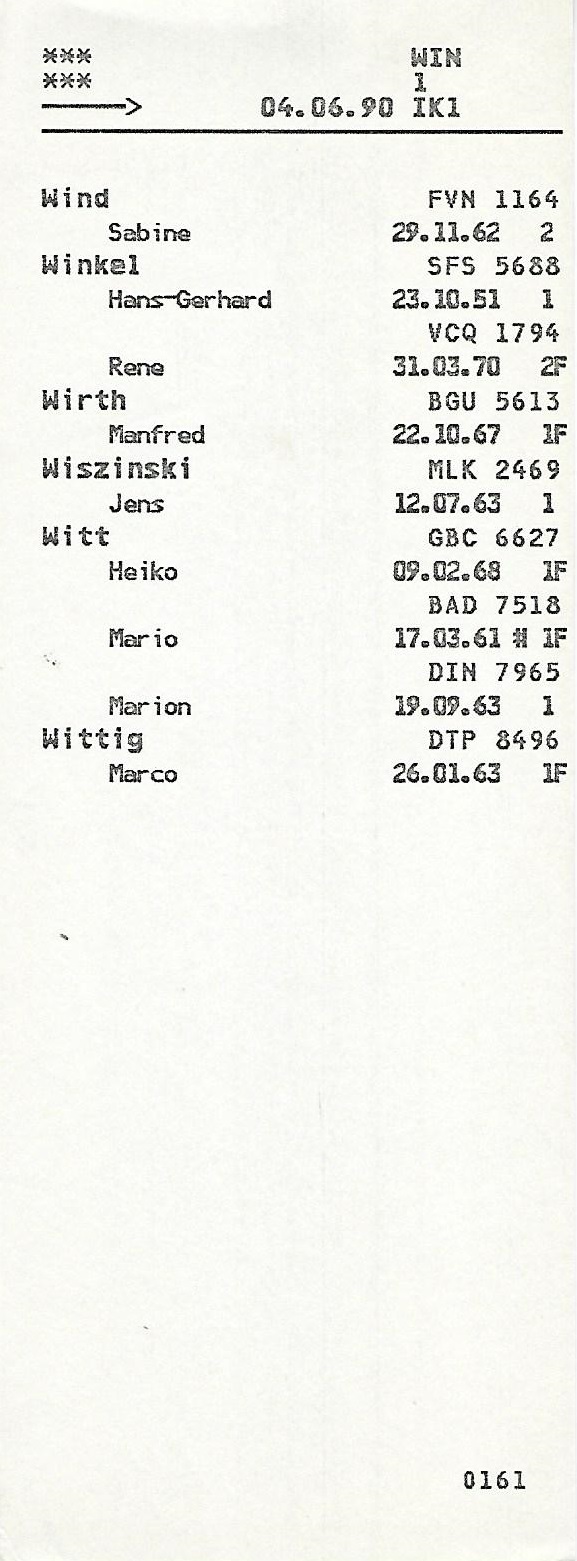 *** WIN
*** 1
———> 04.06.90 IK1
Wind FVN 1164
Sabine 29.11.62 2
Winkel SFS 5688
Hans-Gerhard 23.10.51 1
VCQ 1794
Rene 31.03.70 2F
Wirth BGU 5613
Manfred 22.10.67 1F
Wiszinski MLK 2469
Jens 12.07.63 1
Witt GBC 6627
Heiko 09.02.68 1F
BAD 7518
Mario 17.03.61 # 1F
DIN 7965
Marion 19.09.63 1
Wittig DTP 8496
Marco 26.01.63 1F
0161